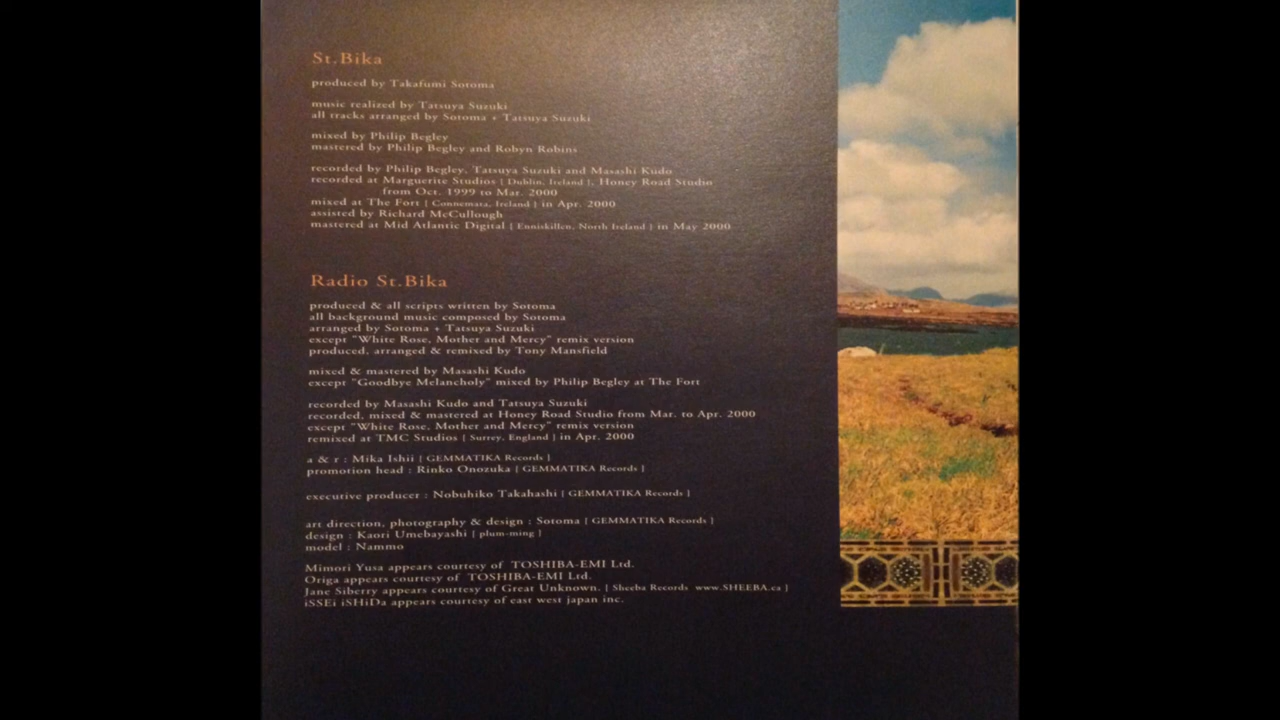 St.Bika
produced by Takafumi Sotoma
music realized by Tatsuya Suzuki
all tracks arranged by Sotoma + Tatsuya Suzuki
mixed by Philip Begley
mastered by Philip Begley and Robyn Robins
recorded by Philip Begley, Tatsuya Suzuki and Masashi Kudo
recorded at Marguerite Studios [ Dublin, Ireland ], Honey Road Studio
from Oct. 1999 to Mar. 2000
mixed at The Fort [ Connemata, Ireland ] in Apr. 2000
assisted by Richard McCullough
mastered at Mid Atlantic Digital [ Enniskillen, North Ireland ] in May 2000
Radio St.Bika
produced & all scripts written by Sotoma
all background music composed by Sotoma
arranged by Sotoma + Tatsuya Suzuki
except "White Rose, Mother and Mercy" remix version
produced, arranged & remixed by Tony Mansfield
mixed & mastered by Masashi Kudo
except "Goodbye Melancholy" mixed by Philip Begley at The Fort
recorded by Masashi Kudo and Tatsuya Suzuki
recorded, mixed & mastered at Honey Road Studio from Mar. to Apr. 2000
except "White Rose, Mother and Mercy" remix version
remixed at TMC Studios [ Surrey, England ] in Apr. 2000
a & r : Mika Ishii [ GEMMATIKA Records ]
promotion head : Rinko Onozuka [ GEMMATIKA Records ]
executive producer : Nobuhiko Takahashi [ GEMMATIKA Records ]
art direction, photography & design : Sotoma [ GEMMATIKA Records ]
design : Kaori Umebayashi [ plum-ming ]
model : Nammo
Mimori Yusa appears courtesy of TOSHIBA-EMI Ltd.
Origa appears courtesy of TOSHIBA-EMI Ltd.
Jane Siberry appears courtesy of Great Unknown. [ Sheeba Records www.SHEEBA.ca ]
iSSEi iSHiDa appears courtesy of east west japan inc.